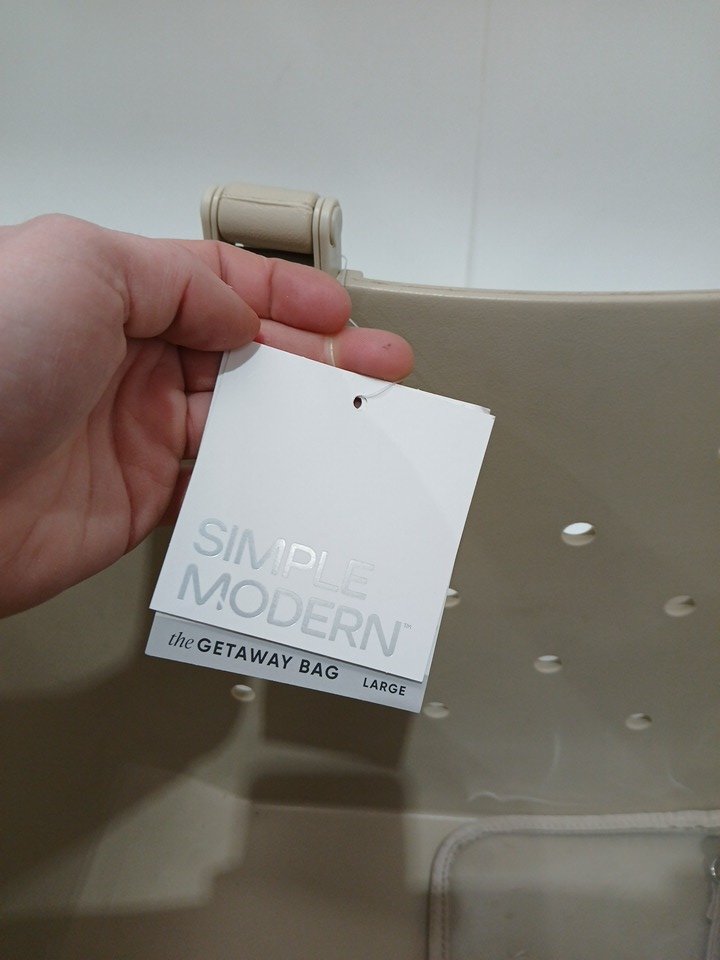 SIMPLE
MODERN™
the GETAWAY BAG LARGE